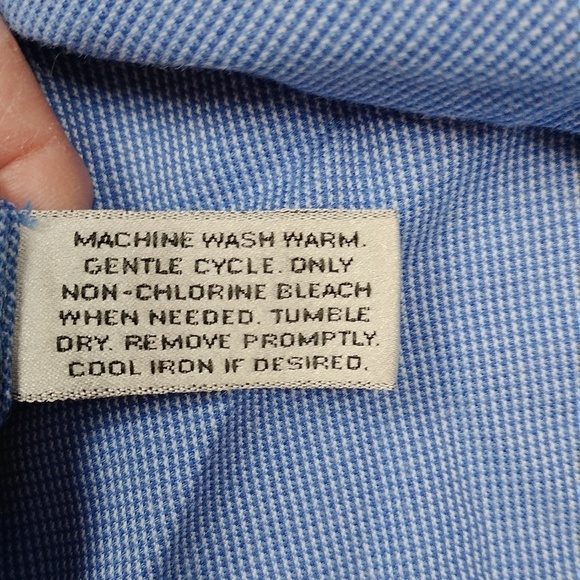 MACHINE WASH WARM.
GENTLE CYCLE. ONLY
NON-CHLORINE BLEACH
WHEN NEEDED. TUMBLE
DRY. REMOVE PROMPTLY.
COOL IRON IF DESIRED.